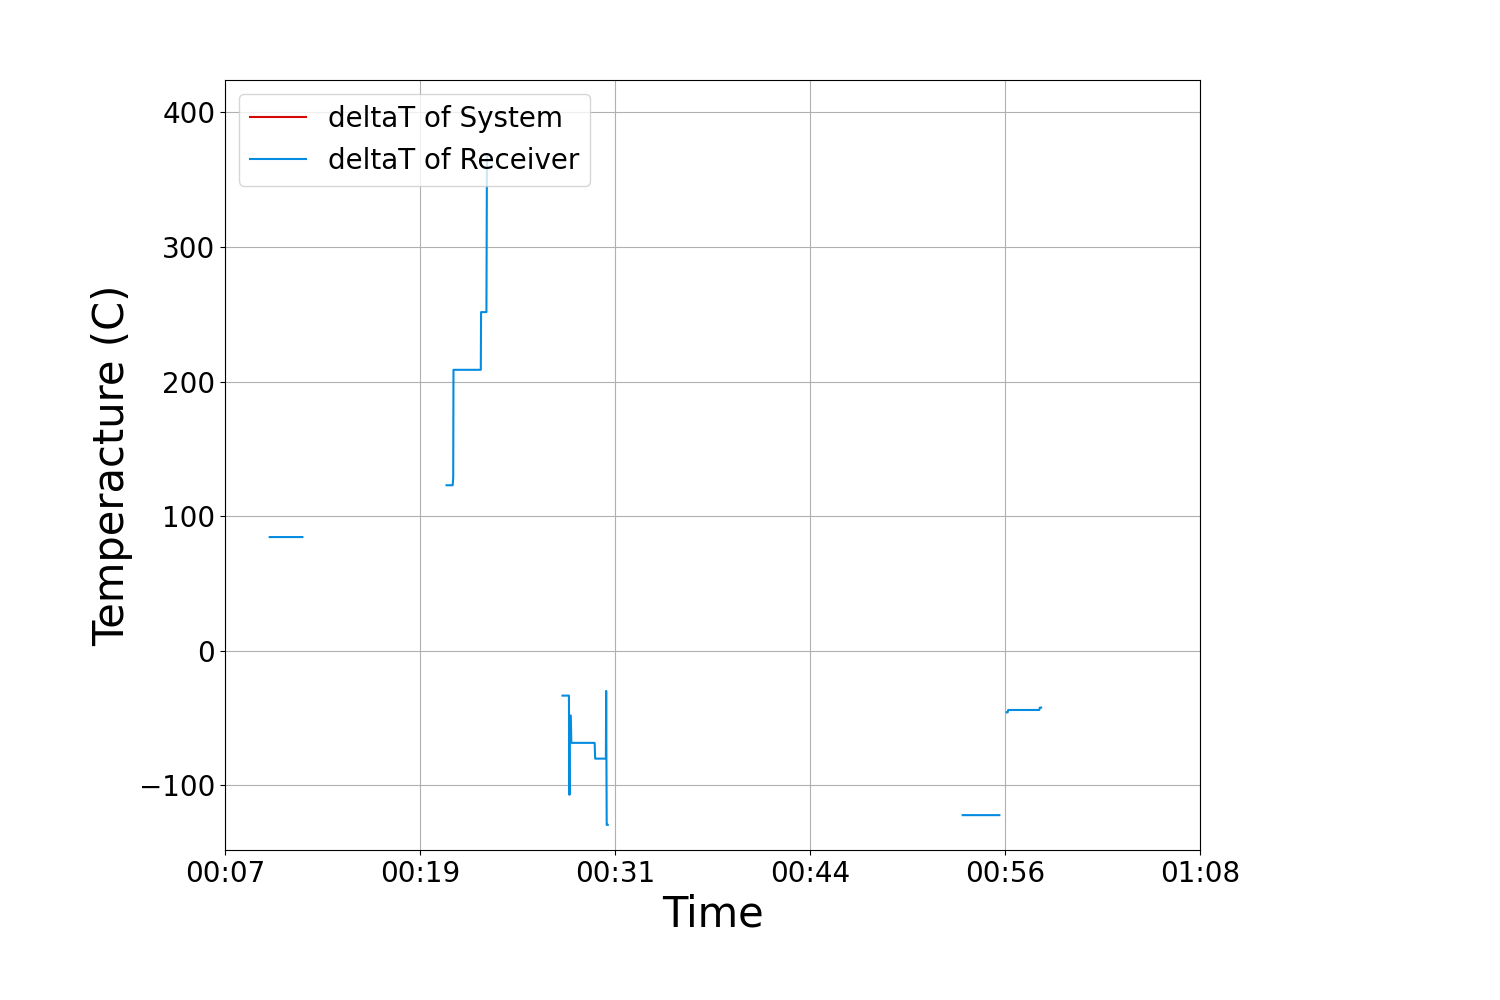 deltaT of System
deltaT of Receiver
400
300
200
100
0
−100
Temperacture (C)
00:07 00:19 00:31 00:44 00:56 01:08
Time